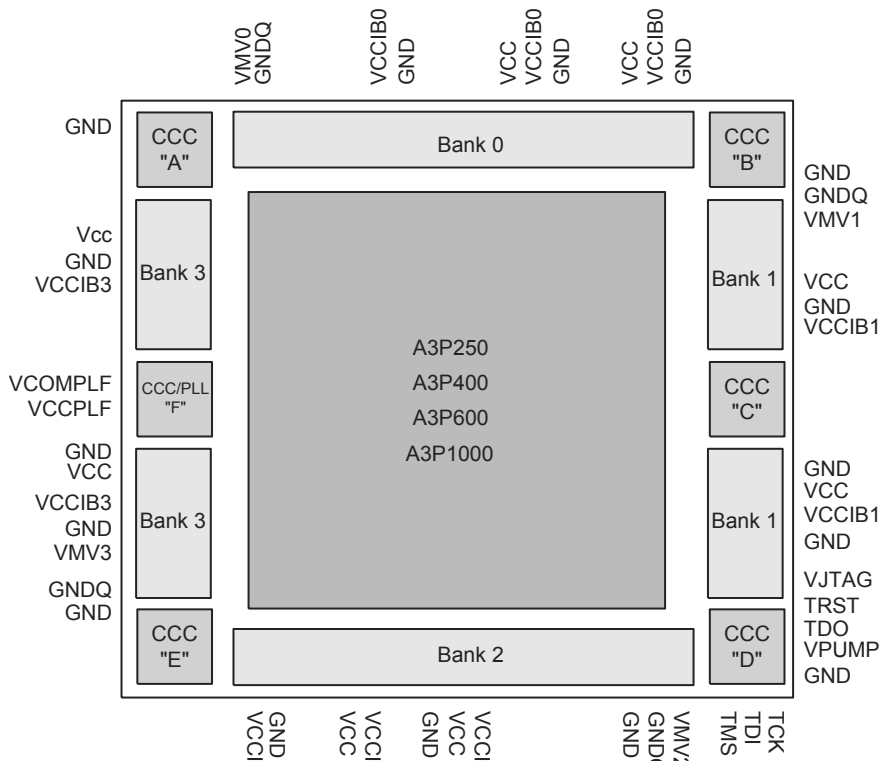 VMV0
GNDQ
VCCIB0
GND
VCC
VCCIB0
GND
VCC
VCCIB0
GND
GND
CCC
"A"
Bank 0
CCC
"B"
GND
GNDQ
VMV1
Vcc
GND
VCCIB3
Bank 3
Bank 1
VCC
GND
VCCIB1
A3P250
A3P400
A3P600
A3P1000
VCOMPLF
VCCPLF
CCC/PLL
"F"
CCC
"C"
GND
VCC
VCCIB3
GND
VMV3
Bank 3
Bank 1
GND
VCC
VCCIB1
GND
GNDQ
GND
VJTAG
TRST
TDO
VPUMP
GND
CCC
"E"
Bank 2
CCC
"D"
GND
VCC
GND
VCC
GND
VMV2
TMS
TDI
TCK